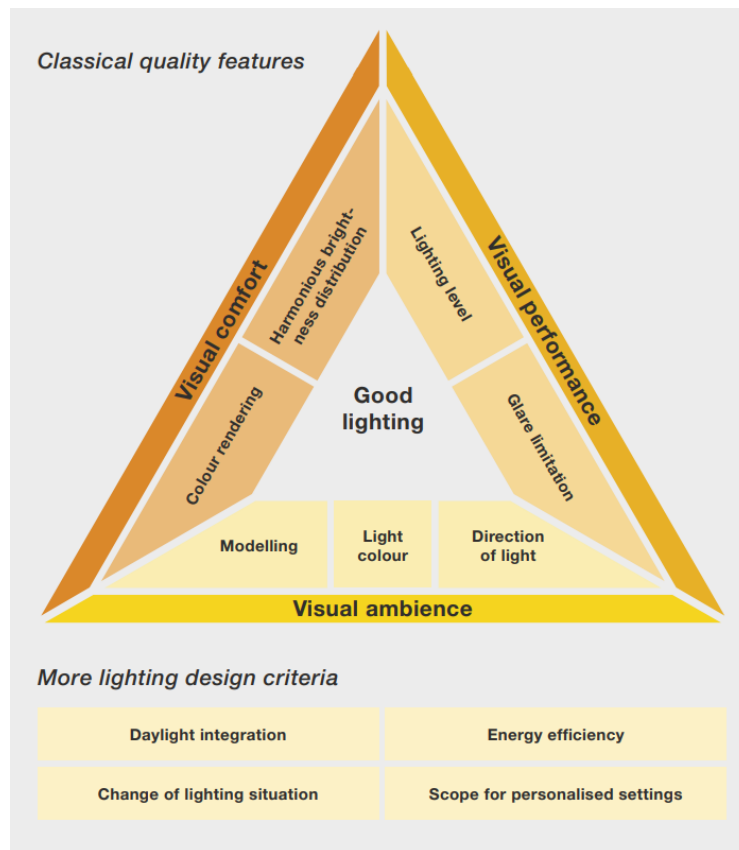 Classical quality features
Visual comfort
Harmonious bright-
ness distribution
Colour rendering
Lighting level
Visual performance
Glare limitation
Good
lighting
Modelling
Light
colour
Direction
of light
Visual ambience
More lighting design criteria
Daylight integration
Energy efficiency
Change of lighting situation
Scope for personalised settings